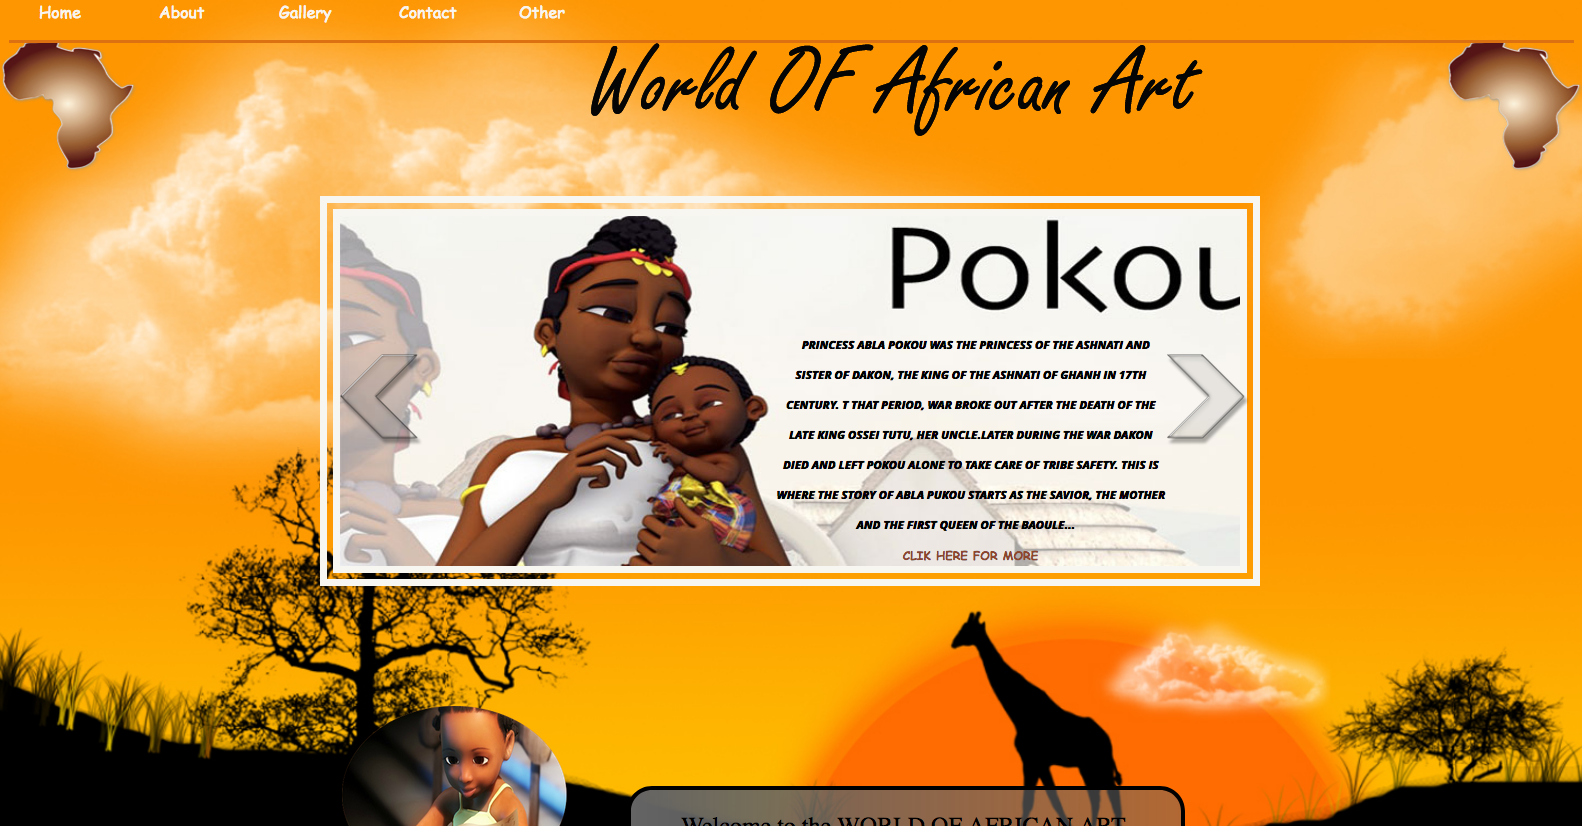 Home About Gallery Contact Other
World OF African Art
Pokou
PRINCESS ABLA POKOU WAS THE PRINCESS OF THE ASHNATI AND
SISTER OF DAKON, THE KING OF THE ASHNATI OF GHANH IN 17TH
CENTURY. T THAT PERIOD, WAR BROKE OUT AFTER THE DEATH OF THE
LATE KING OSSEI TUTU, HER UNCLE.LATER DURING THE WAR DAKON
DIED AND LEFT POKOU ALONE TO TAKE CARE OF TRIBE SAFETY. THIS IS
WHERE THE STORY OF ABLA PUKOU STARTS AS THE SAVIOR, THE MOTHER
AND THE FIRST QUEEN OF THE BAOULE...
CLIK HERE FOR MORE
Welcome to the WORLD OF AFRICAN ART